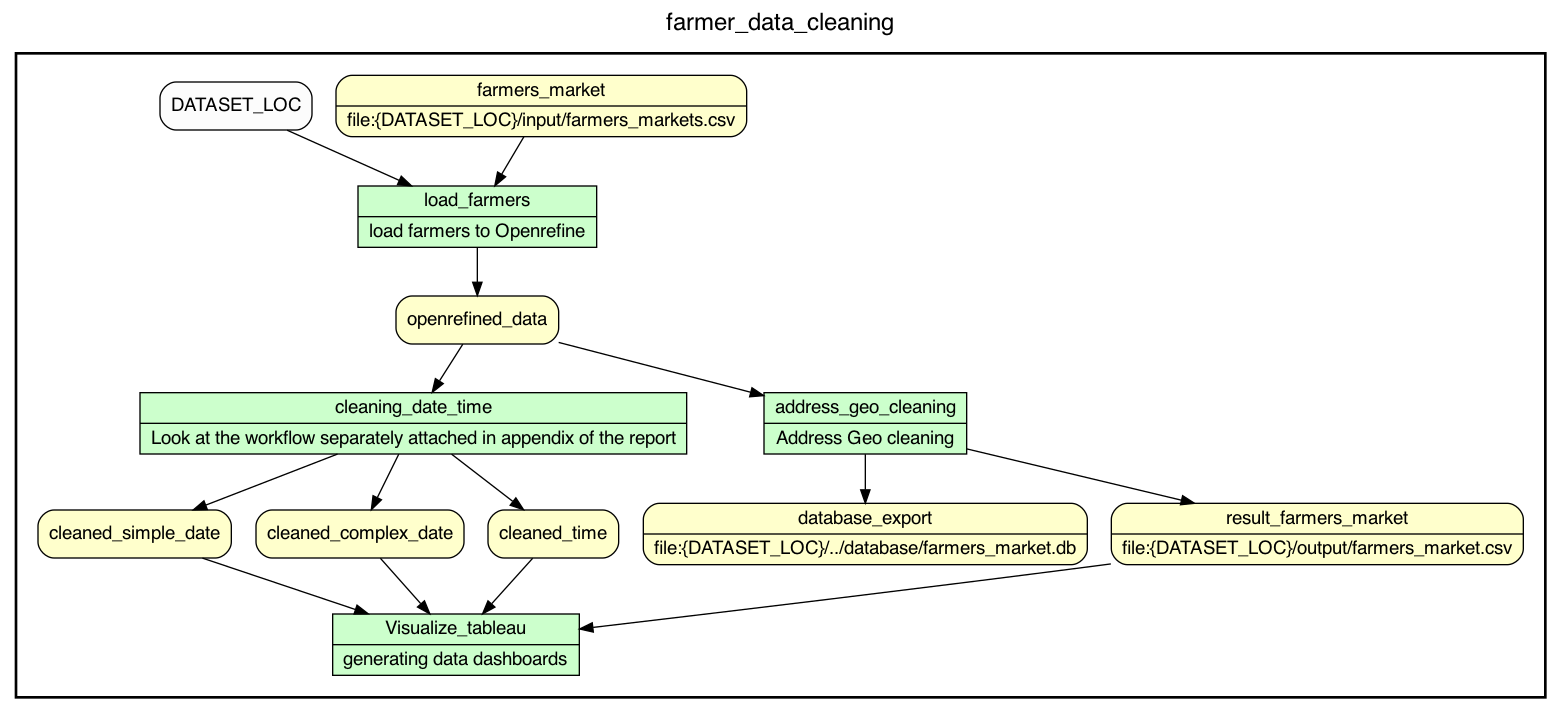 farmer_data_cleaning
DATASET_LOC
farmers_market
file:{DATASET_LOC}/input/farmers_markets.csv
load_farmers
load farmers to Openrefine
openrefined_data
cleaning_date_time
Look at the workflow separately attached in appendix of the report
address_geo_cleaning
Address Geo cleaning
cleaned_simple_date
cleaned_complex_date
cleaned_time
database_export
file:{DATASET_LOC}/../database/farmers_market.db
result_farmers_market
file:{DATASET_LOC}/output/farmers_market.csv
Visualize_tableau
generating data dashboards